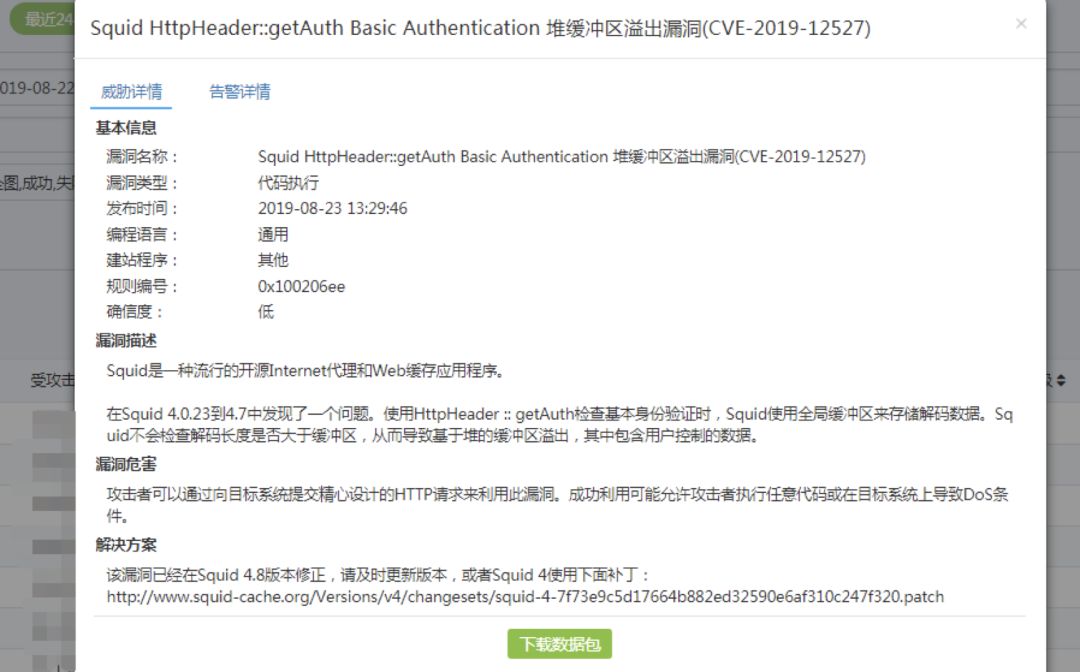 最近24
Squid HttpHeader::getAuth Basic Authentication 堆缓冲区溢出漏洞(CVE-2019-12527)
×
019-08-22
威胁详情 告警详情
基本信息
漏洞名称： Squid HttpHeader::getAuth Basic Authentication 堆缓冲区溢出漏洞(CVE-2019-12527)
漏洞类型： 代码执行
图,成功,失
发布时间： 2019-08-23 13:29:46
编程语言： 通用
建站程序： 其他
规则编号： 0x100206ee
确信度： 低
漏洞描述
Squid是一种流行的开源Internet代理和Web缓存应用程序。
受攻击
在Squid 4.0.23到4.7中发现了一个问题。使用HttpHeader :: getAuth检查基本身份验证时，Squid使用全局缓冲区来存储解码数据。Sq
uid不会检查解码长度是否大于缓冲区，从而导致基于堆的缓冲区溢出，其中包含用户控制的数据。
漏洞危害
攻击者可以通过向目标系统提交精心设计的HTTP请求来利用此漏洞。成功利用可能允许攻击者执行任意代码或在目标系统上导致DoS条
件。
解决方案
该漏洞已经在Squid 4.8版本修正，请及时更新版本，或者Squid 4使用下面补丁：
http://www.squid-cache.org/Versions/v4/changesets/squid-4-7f73e9c5d17664b882ed32590e6af310c247f320.patch
下载数据包